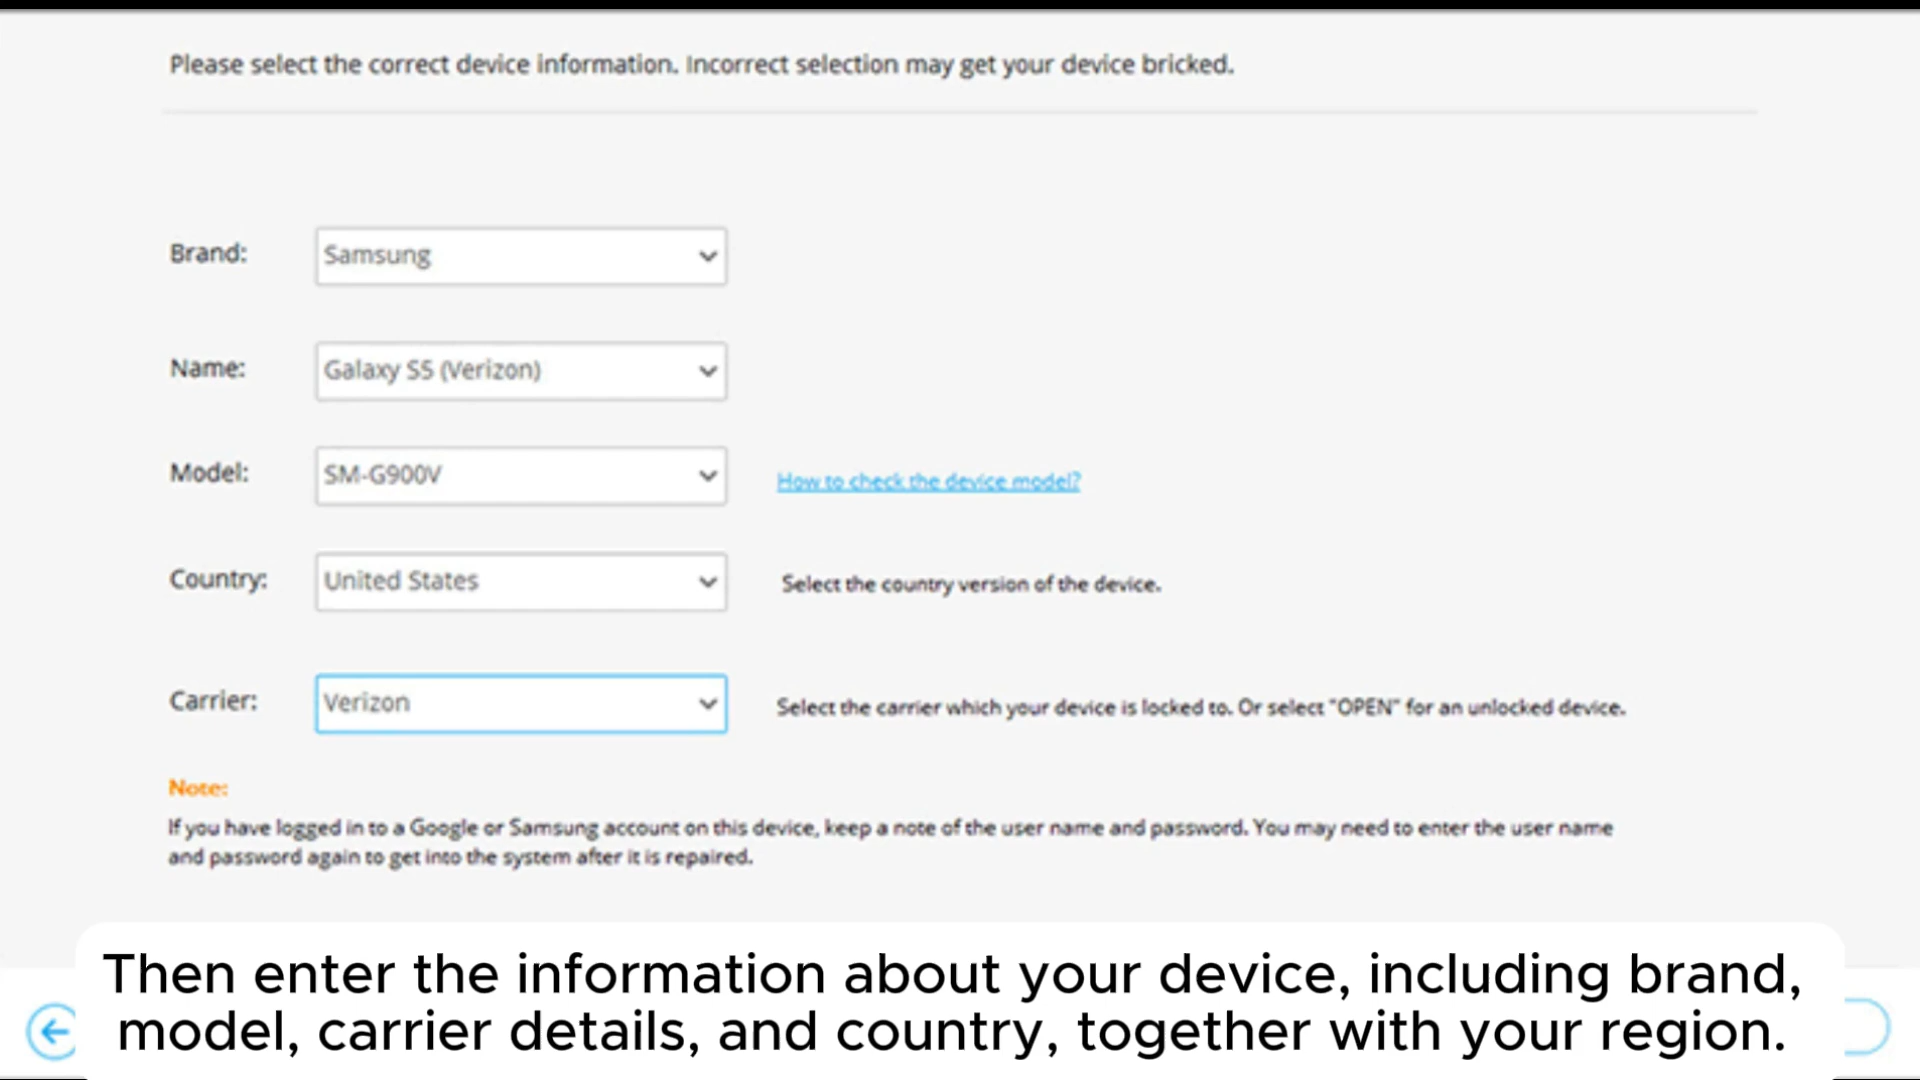 Please select the correct device information. Incorrect selection may get your device bricked.
Brand: Samsung
Name: Galaxy S5 (Verizon)
Model: SM-G900V How to check the device model?
Country: United States Select the country version of the device.
Carrier: Verizon Select the carrier which your device is locked to. Or select "OPEN" for an unlocked device.
Note:
If you have logged in to a Google or Samsung account on this device, keep a note of the user name and password. You may need to enter the user name
and password again to get into the system after it is repaired.
Then enter the information about your device, including brand,
model, carrier details, and country, together with your region.